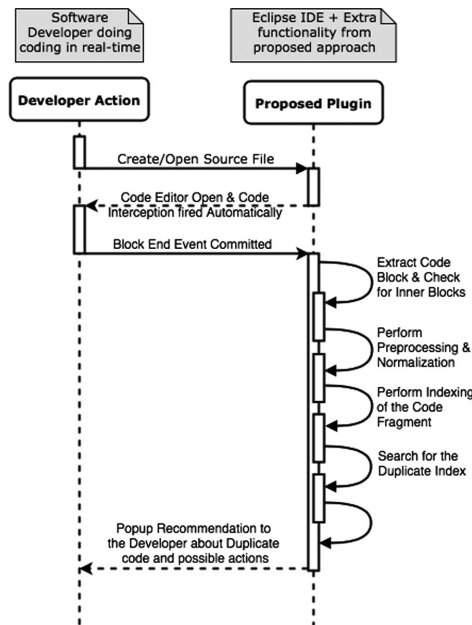 Software
Developer doing
coding in real-time
Eclipse IDE + Extra
functionality from
proposed approach
Developer Action
Proposed Plugin
Create/Open Source File
Code Editor Open & Code
Interception fired Automatically
Block End Event Committed
Extract Code
Block & Check
for Inner Blocks
Perform
Preprocessing &
Normalization
Perform Indexing
of the Code
Fragment
Search for the
Duplicate Index
Popup Recommendation to
the Developer about Duplicate
code and possible actions